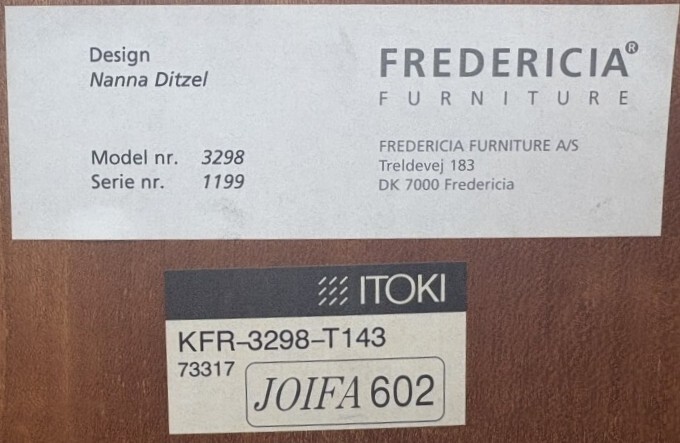 Design
Nanna Ditzel
Model nr. 3298
Serie nr. 1199
FREDERICIA®
FURNITURE
FREDERICIA FURNITURE A/S
Treldevej 183
DK 7000 Fredericia
ITOKI
KFR-3298-T143
73317
JOIFA 602